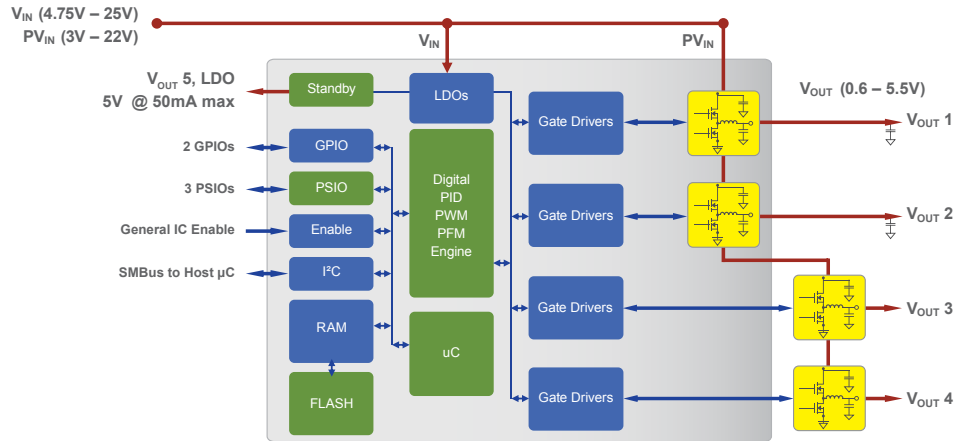 VIN (4.75V – 25V)
PVIN (3V – 22V)
VIN
PVIN
VOUT 5, LDO
5V @ 50mA max
Standby
LDOs
VOUT (0.6 – 5.5V)
Gate Drivers
VOUT 1
2 GPIOs
GPIO
3 PSIOs
PSIO
Digital
PID
PWM
PFM
Engine
Gate Drivers
VOUT 2
General IC Enable
Enable
SMBus to Host µC
I²C
RAM
uC
Gate Drivers
VOUT 3
FLASH
Gate Drivers
VOUT 4